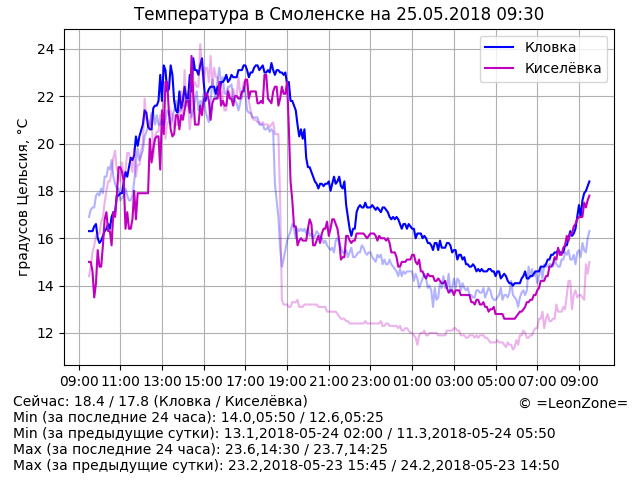 Температура в Смоленске на 25.05.2018 09:30
градусов Цельсия, °C
24
22
20
18
16
14
12
Кловка
Киселёвка
09:00 11:00 13:00 15:00 17:00 19:00 21:00 23:00 01:00 03:00 05:00 07:00 09:00
Сейчас: 18.4 / 17.8 (Кловка / Киселёвка)
© =LeonZone=
Min (за последние 24 часа): 14.0,05:50 / 12.6,05:25
Min (за предыдущие сутки): 13.1,2018-05-24 02:00 / 11.3,2018-05-24 05:50
Max (за последние 24 часа): 23.6,14:30 / 23.7,14:25
Max (за предыдущие сутки): 23.2,2018-05-23 15:45 / 24.2,2018-05-23 14:50